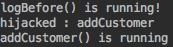 logBefore() is running!
hijacked : addCustomer
addCustomer() is running